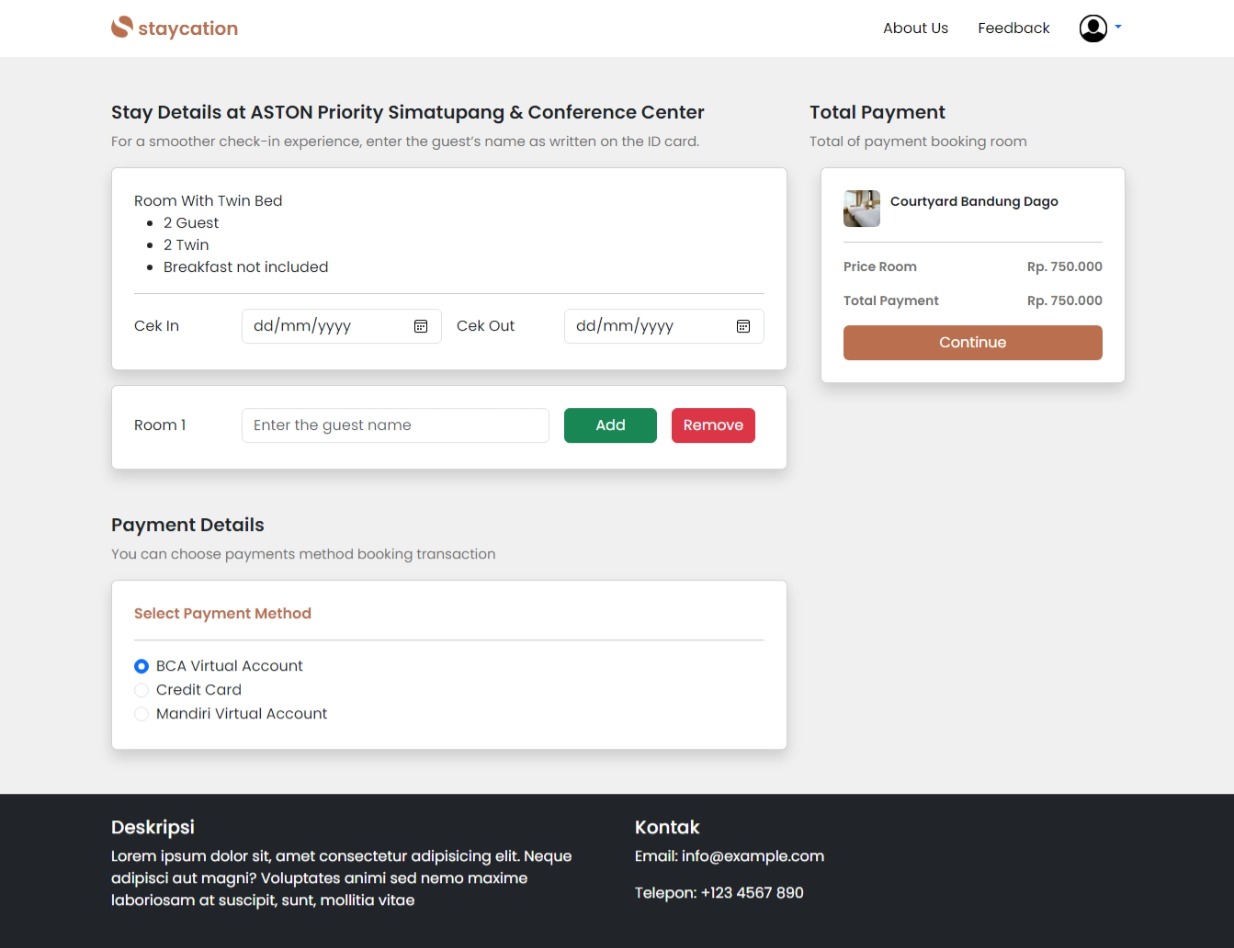 staycation
About Us
Feedback
Stay Details at ASTON Priority Simatupang & Conference Center
For a smoother check-in experience, enter the guest’s name as written on the ID card.
Room With Twin Bed
2 Guest
2 Twin
Breakfast not included
Cek In
dd/mm/yyyy
Cek Out
dd/mm/yyyy
Room 1
Enter the guest name
Add
Remove
Total Payment
Total of payment booking room
Courtyard Bandung Dago
Price Room Rp. 750.000
Total Payment Rp. 750.000
Continue
Payment Details
You can choose payments method booking transaction
Select Payment Method
BCA Virtual Account
Credit Card
Mandiri Virtual Account
Deskripsi
Lorem ipsum dolor sit, amet consectetur adipisicing elit. Neque
adipisci aut magni? Voluptates animi sed nemo maxime
laboriosam at suscipit, sunt, mollitia vitae
Kontak
Email: info@example.com
Telepon: +123 4567 890